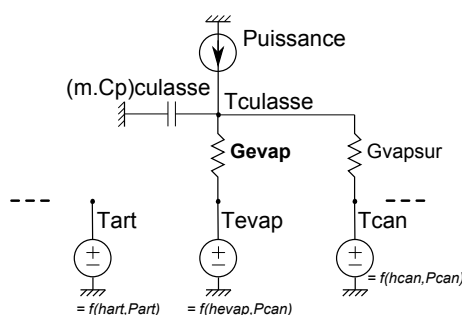 Puissance
(m.Cp)culasse
Tculasse
Gevap
Gvapsur
Tart
Tevap
Tcan
= f(hcan,Pcan)
= f(hart,Part)
= f(hevap,Pcan)